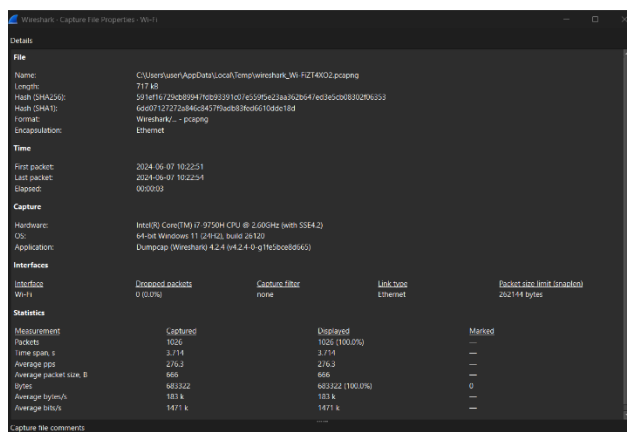 Wireshark - Capture File Properties - Wi-Fi
Details
File
Name: C:\Users\user\AppData\Local\Temp\wireshark_Wi-FiZT4XO2.pcapng
Length: 717 kB
Hash (SHA256): 591ef16729cb89947fdb93391c07e559f5e23aa362b647ed3e5cb08302f06353
Hash (SHA1): 6dd07127272a846c8457f9adb83fed6610dde18d
Format: Wireshark/... - pcapng
Encapsulation: Ethernet
Time
First packet: 2024-06-07 10:22:51
Last packet: 2024-06-07 10:22:54
Elapsed: 00:00:03
Capture
Hardware: Intel(R) Core(TM) i7-9750H CPU @ 2.60GHz (with SSE4.2)
OS: 64-bit Windows 11 (24H2), build 26120
Application: Dumpcap (Wireshark) 4.2.4 (v4.2.4-0-g1fe5bce8d665)
Interfaces
Interface Dropped packets Capture filter Link type Packet size limit (snaplen)
Wi-Fi 0 (0.0%) none Ethernet 262144 bytes
Statistics
Measurement Captured Displayed Marked
Packets 1026 1026 (100.0%) —
Time span, s 3.714 3.714 —
Average pps 276.3 276.3 —
Average packet size, B 666 666 —
Bytes 683322 683322 (100.0%) 0
Average bytes/s 183 k 183 k —
Average bits/s 1471 k 1471 k —
Capture file comments